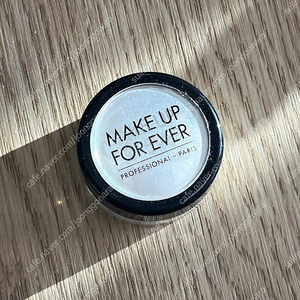 MAKE UP
FOR EVER
PROFESSIONAL – PARIS